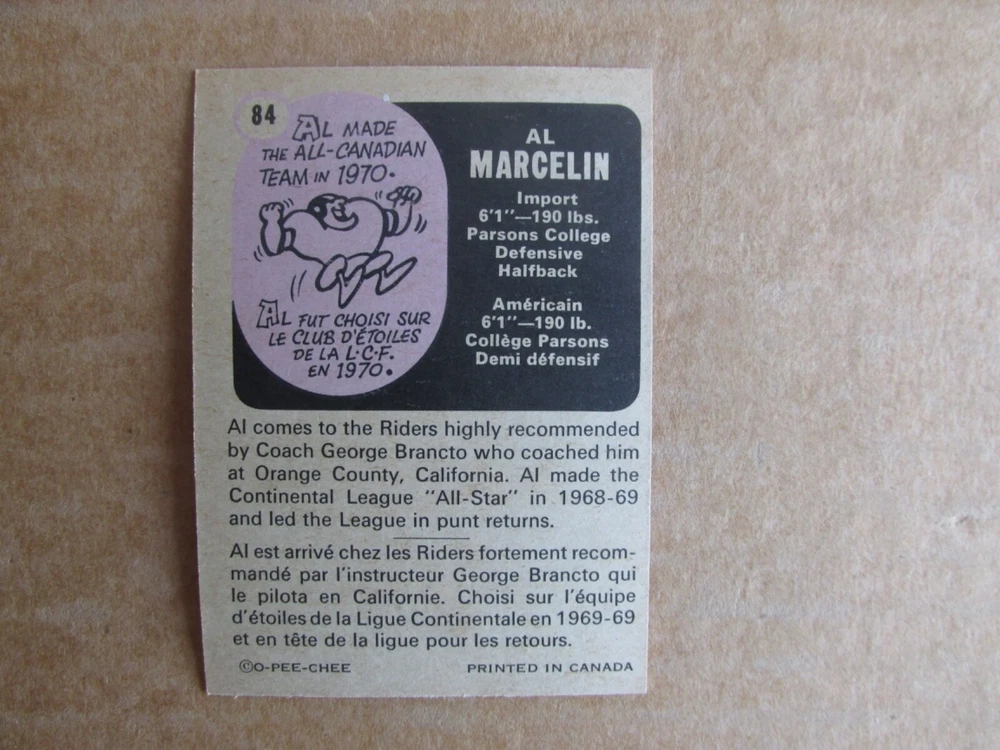 84
AL MADE
THE ALL-CANADIAN
TEAM IN 1970.
AL FUT CHOISI SUR
LE CLUB D'ÉTOILES
DE LA L.C.F.
EN 1970.
AL
MARCELIN
Import
6'1"—190 lbs.
Parsons College
Defensive
Halfback
Américain
6'1"—190 lb.
Collège Parsons
Demi défensif
Al comes to the Riders highly recommended
by Coach George Brancto who coached him
at Orange County, California. Al made the
Continental League "All-Star" in 1968-69
and led the League in punt returns.
Al est arrivé chez les Riders fortement recom-
mandé par l'instructeur George Brancto qui
le pilota en Californie. Choisi sur l'équipe
d'étoiles de la Ligue Continentale en 1969-69
et en tête de la ligue pour les retours.
©O-PEE-CHEE PRINTED IN CANADA